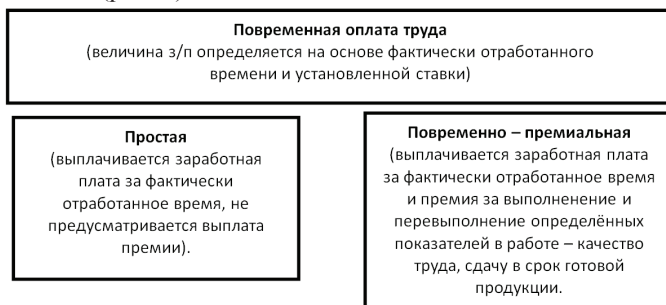 Повременная оплата труда
(величина з/п определяется на основе фактически отработанного
времени и установленной ставки)
Простая
(выплачивается заработная
плата за фактически
отработанное время, не
предусматривается выплата
премии).
Повременно – премиальная
(выплачивается заработная плата
за фактически отработанное время
и премия за выполненение и
перевыполнение определённых
показателей в работе – качество
труда, сдачу в срок готовой
продукции.